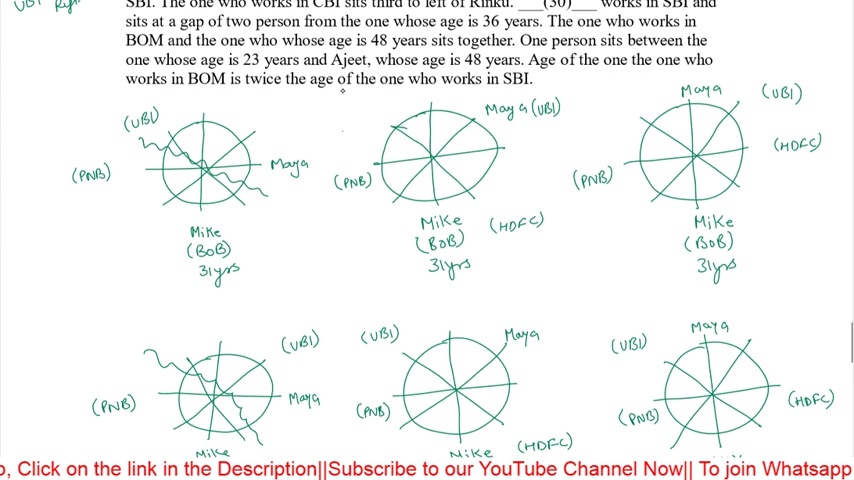 UBI Right
SBI. The one who works in CBI sits third to left of Rinku. ___(30)___ works in SBI and
sits at a gap of two person from the one whose age is 36 years. The one who works in
BOM and the one who whose age is 48 years sits together. One person sits between the
one whose age is 23 years and Ajeet, whose age is 48 years. Age of the one the one who
works in BOM is twice the age of the one who works in SBI.
(UBI)
(PNB)
Maya
Mike
(BOB)
31yrs
Maya (UBI)
(PNB)
Mike
(HDFC)
(BOB)
31yrs
Maya
(UBI)
(HDFC)
(PNB)
Mike
(BOB)
31yrs
(UBI)
(PNB)
Maya
Mike
(UBI)
Maya
(PNB)
Mike
(HDFC)
Maya
(UBI)
(HDFC)
(PNB)
o, Click on the link in the Description||Subscribe to our YouTube Channel Now|| To join Whatsapp